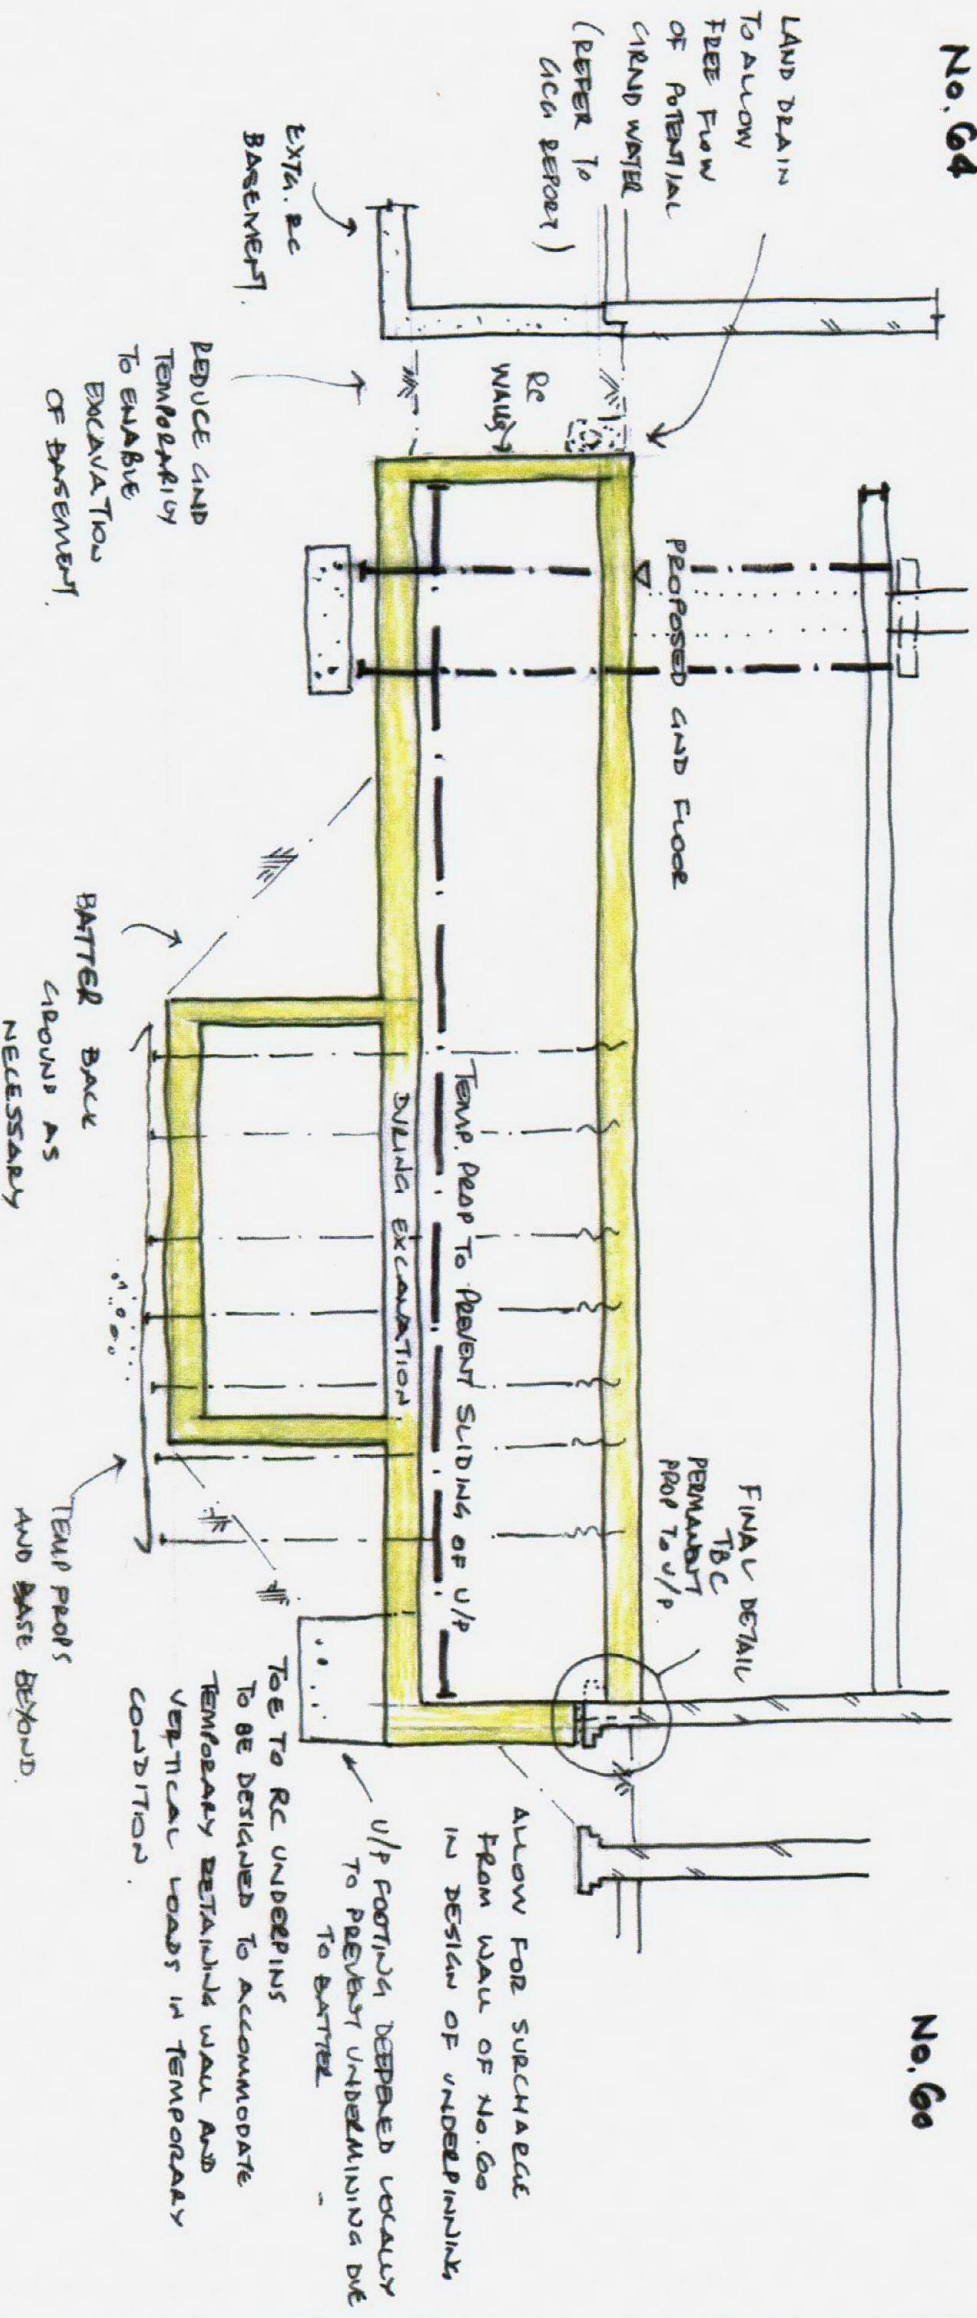 No. 64
No. 60
LAND DRAIN
TO ALLOW
FREE FLOW
OF POTENTIAL
GRND WATER
(REFER TO
GCG REPORT)
EXTG. RC
BASEMENT.
RC
WALL
REDUCE GND
TEMPORARILY
TO ENABLE
EXCAVATION
OF BASEMENT.
PROPOSED GND FLOOR
TEMP. PROP TO PREVENT SLIDING OF U/P
DURING EXCAVATION.
BATTER BACK
GROUND AS
NECESSARY
TEMP PROPS
AND BASE BEYOND.
FINAL DETAIL
TBC
PERMANENT
PROP TO U/P.
ALLOW FOR SURCHARGE
FROM WALL OF No. 60
IN DESIGN OF UNDERPINNING
U/P FOOTING DEEPENED LOCALLY
TO PREVENT UNDERMINING DUE
TO BATTER
TOE TO RC UNDERPINS
TO BE DESIGNED TO ACCOMMODATE
TEMPORARY RETAINING WALL AND
VERTICAL LOADS IN TEMPORARY
CONDITION.